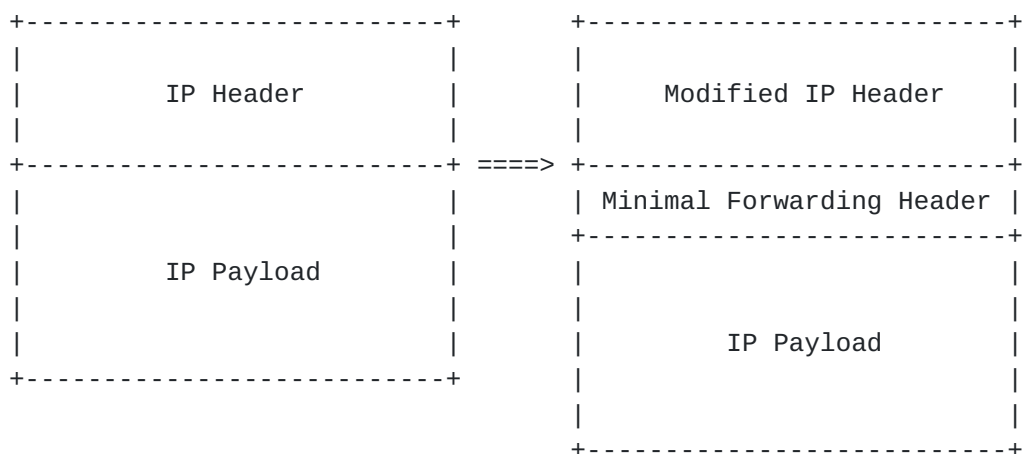 IP Header
Modified IP Header
====>
Minimal Forwarding Header
IP Payload
IP Payload